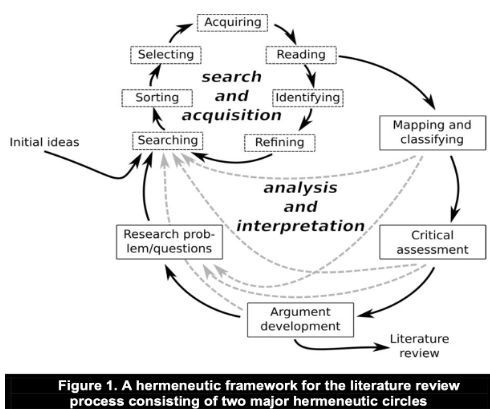 Acquiring
Selecting
Reading
search
and
acquisition
Sorting
Identifying
Initial ideas
Searching
Refining
Mapping and
classifying
analysis
and
interpretation
Research prob-
lem/questions
Critical
assessment
Argument
development
Literature
review
Figure 1. A hermeneutic framework for the literature review
process consisting of two major hermeneutic circles